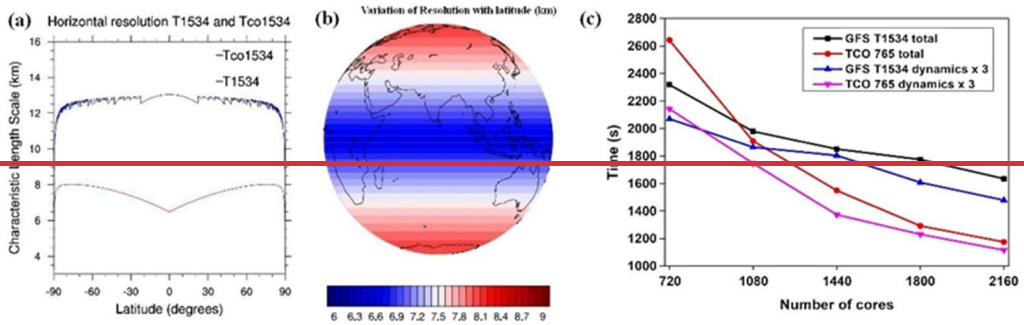 (a)
Horizontal resolution T1534 and Tco1534
Tco1534
T1534
16
14
12
10
8
6
4
Characteristic Length Scale (km)
-90 -60 -30 0 30 60 90
Latitude (degrees)
(b)
Variation of Resolution with latitude (km)
6 6.3 6.6 6.9 7.2 7.5 7.8 8.1 8.4 8.7 9
(c)
GFS T1534 total
TCO 765 total
GFS T1534 dynamics x 3
TCO 765 dynamics x 3
2800
2600
2400
2200
2000
1800
1600
1400
1200
1000
Time (s)
720 1080 1440 1800 2160
Number of cores